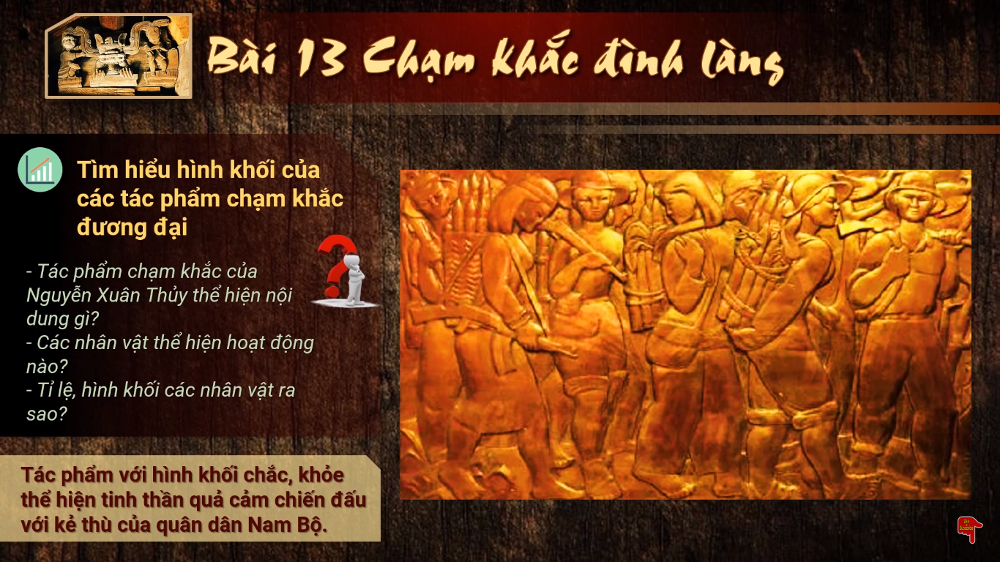 Bài 13 Chạm khắc đình làng
Tìm hiểu hình khối của
các tác phẩm chạm khắc
đương đại
- Tác phẩm chạm khắc của
Nguyễn Xuân Thủy thể hiện nội
dung gì?
- Các nhân vật thể hiện hoạt động
nào?
- Tỉ lệ, hình khối các nhân vật ra
sao?
Tác phẩm với hình khối chắc, khỏe
thể hiện tinh thần quả cảm chiến đấu
với kẻ thù của quân dân Nam Bộ.